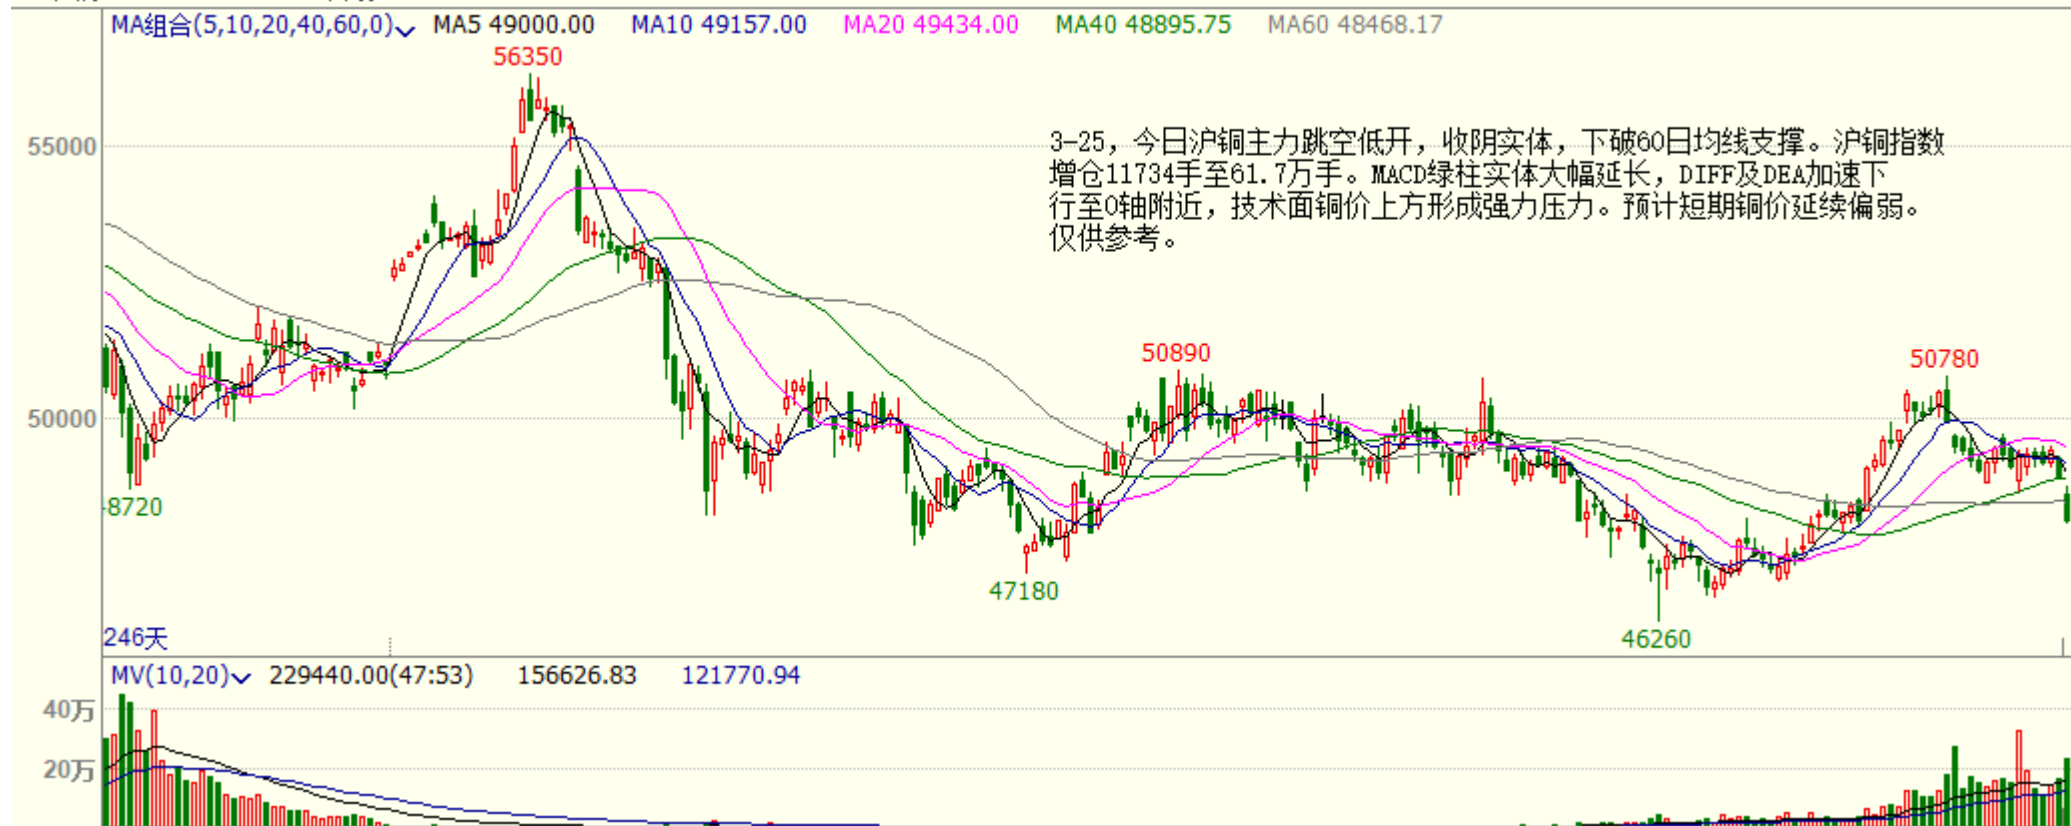 MA组合(5,10,20,40,60,0) MA5 49000.00 MA10 49157.00 MA20 49434.00 MA40 48895.75 MA60 48468.17
56350
55000
3-25，今日沪铜主力跳空低开，收阴实体，下破60日均线支撑。沪铜指数
增仓11734手至61.7万手。MACD绿柱实体大幅延长，DIFF及DEA加速下
行至0轴附近，技术面铜价上方形成强力压力。预计短期铜价延续偏弱。
仅供参考。
50890
50780
50000
8720
47180
46260
246天
MV(10,20) 229440.00(47:53) 156626.83 121770.94
40万
20万